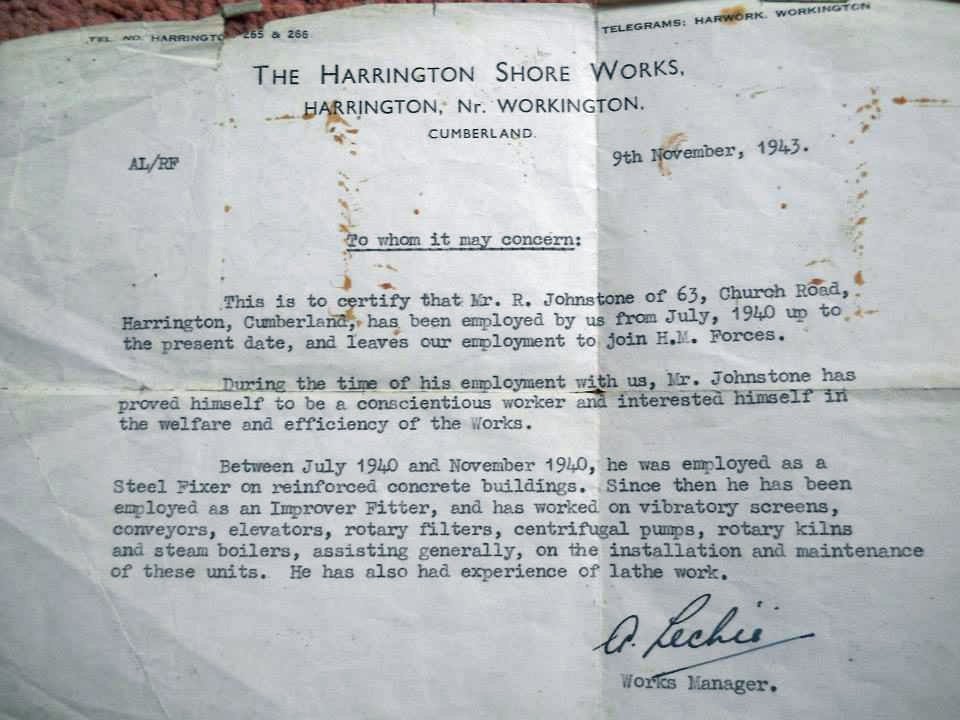 TEL. NO. HARRINGTON 265 & 266
TELEGRAMS: HARWORK. WORKINGTON
THE HARRINGTON SHORE WORKS,
HARRINGTON, Nr. WORKINGTON.
CUMBERLAND.
AL/RF
9th November, 1943.
To whom it may concern:
This is to certify that Mr. R. Johnstone of 63, Church Road,
Harrington, Cumberland, has been employed by us from July, 1940 up to
the present date, and leaves our employment to join H.M. Forces.
During the time of his employment with us, Mr. Johnstone has
proved himself to be a conscientious worker and interested himself in
the welfare and efficiency of the Works.
Between July 1940 and November 1940, he was employed as a
Steel Fixer on reinforced concrete buildings. Since then he has been
employed as an Improver Fitter, and has worked on vibratory screens,
conveyors, elevators, rotary filters, centrifugal pumps, rotary kilns
and steam boilers, assisting generally, on the installation and maintenance
of these units. He has also had experience of lathe work.
A. Lechie
Works Manager.